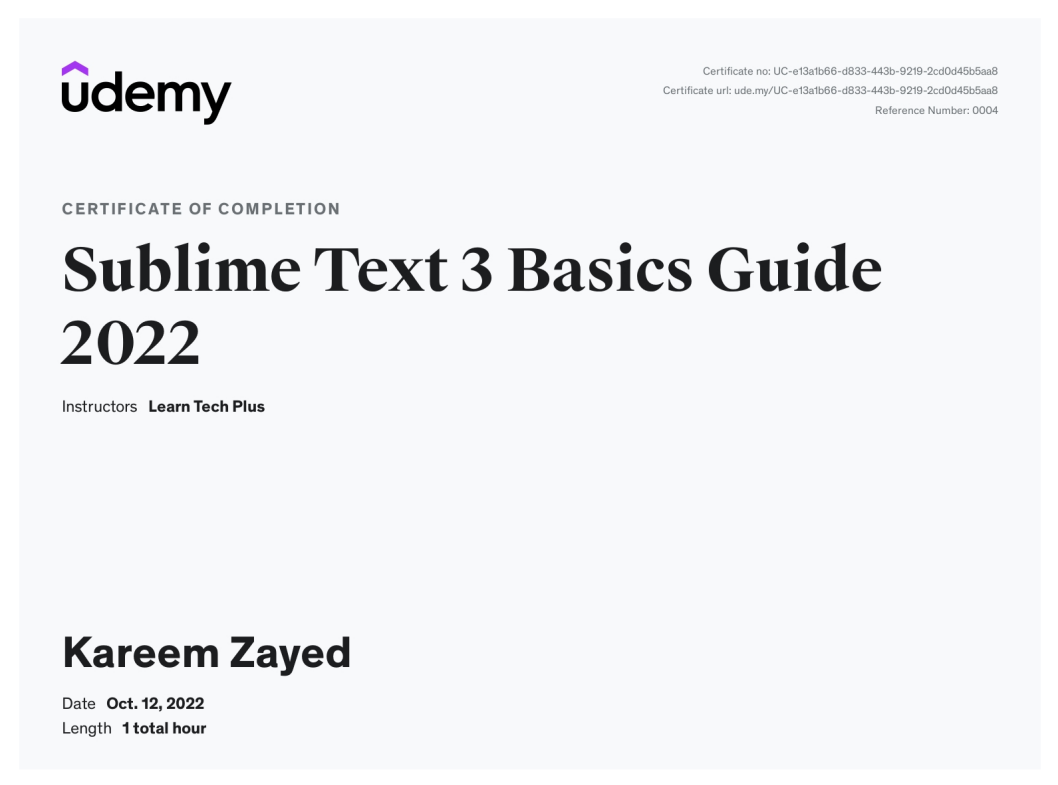 udemy
Certificate no: UC-e13a1b66-d833-443b-9219-2cd0d45b5aa8
Certificate url: ude.my/UC-e13a1b66-d833-443b-9219-2cd0d45b5aa8
Reference Number: 0004
CERTIFICATE OF COMPLETION
Sublime Text 3 Basics Guide
2022
Instructors Learn Tech Plus
Kareem Zayed
Date Oct. 12, 2022
Length 1 total hour